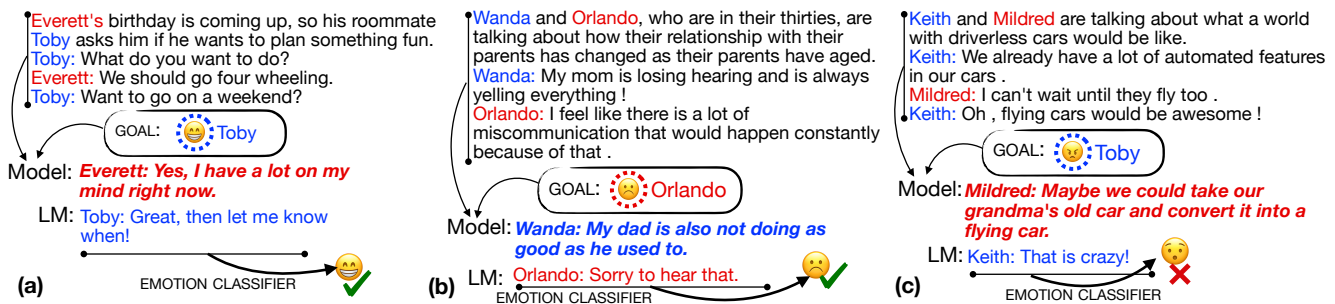 Everett's birthday is coming up, so his roommate
Toby asks him if he wants to plan something fun.
Toby: What do you want to do?
Everett: We should go four wheeling.
Toby: Want to go on a weekend?
GOAL: Toby
Model: Everett: Yes, I have a lot on my
mind right now.
LM: Toby: Great, then let me know
when!
(a)
EMOTION CLASSIFIER
Wanda and Orlando, who are in their thirties, are
talking about how their relationship with their
parents has changed as their parents have aged.
Wanda: My mom is losing hearing and is always
yelling everything !
Orlando: I feel like there is a lot of
miscommunication that would happen constantly
because of that .
GOAL: Orlando
Model: Wanda: My dad is also not doing as
good as he used to.
LM: Orlando: Sorry to hear that.
(b)
EMOTION CLASSIFIER
Keith and Mildred are talking about what a world
with driverless cars would be like.
Keith: We already have a lot of automated features
in our cars .
Mildred: I can't wait until they fly too .
Keith: Oh , flying cars would be awesome !
GOAL: Toby
Model: Mildred: Maybe we could take our
grandma's old car and convert it into a
flying car.
LM: Keith: That is crazy!
(c)
EMOTION CLASSIFIER